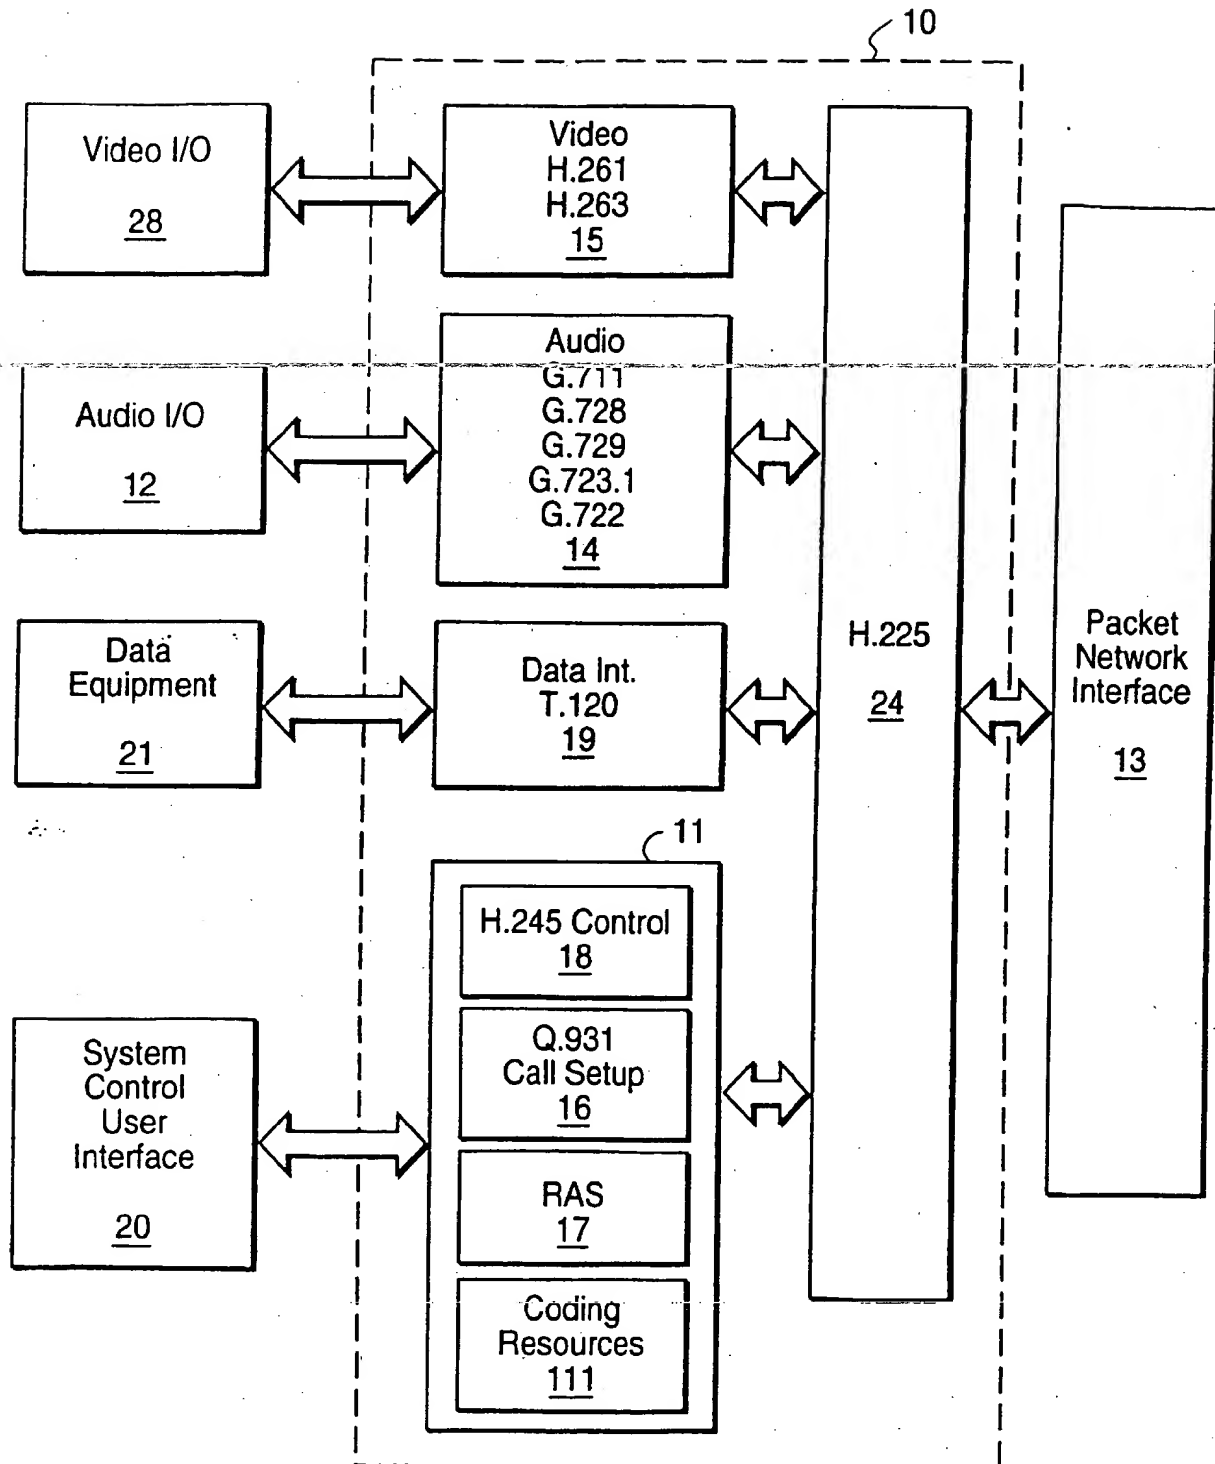 10
Video I/O
28
Video
H.261
H.263
15
Audio I/O
12
Audio
G.711
G.728
G.729
G.723.1
G.722
14
Data
Equipment
21
Data Int.
T.120
19
H.225
24
Packet
Network
Interface
13
11
H.245 Control
18
Q.931
Call Setup
16
RAS
17
Coding
Resources
111
System
Control
User
Interface
20